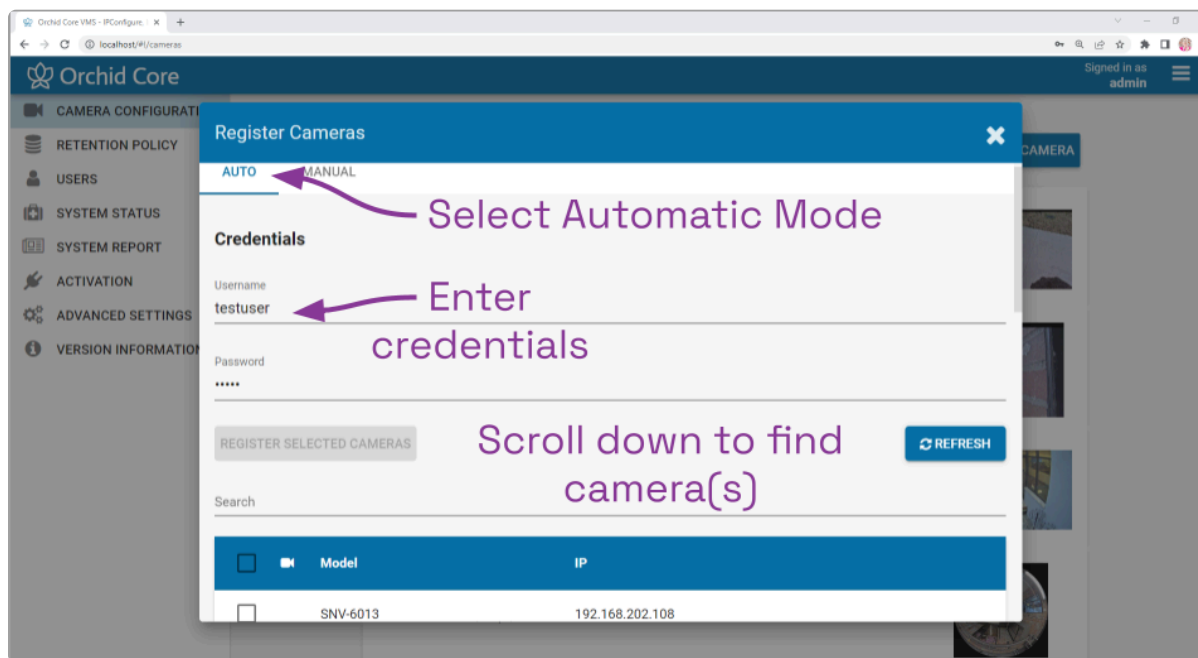 Orchid Core VMS - IPConfigure,
localhost/#!/cameras
Orchid Core
Signed in as
admin
CAMERA CONFIGURATI
RETENTION POLICY
USERS
SYSTEM STATUS
SYSTEM REPORT
ACTIVATION
ADVANCED SETTINGS
VERSION INFORMATION
CAMERA
Register Cameras
AUTO MANUAL
Select Automatic Mode
Credentials
Username
testuser
Enter
credentials
Password
•••••
REGISTER SELECTED CAMERAS
Scroll down to find
camera(s)
REFRESH
Search
Model IP
SNV-6013 192.168.202.108